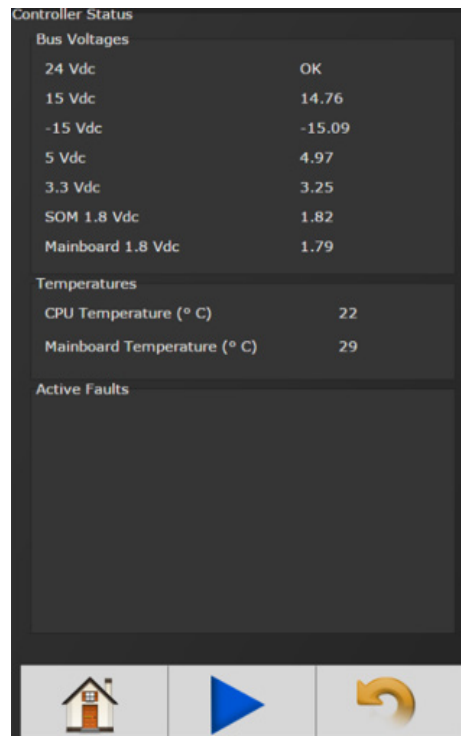 Controller Status
Bus Voltages
24 Vdc OK
15 Vdc 14.76
-15 Vdc -15.09
5 Vdc 4.97
3.3 Vdc 3.25
SOM 1.8 Vdc 1.82
Mainboard 1.8 Vdc 1.79
Temperatures
CPU Temperature (° C) 22
Mainboard Temperature (° C) 29
Active Faults